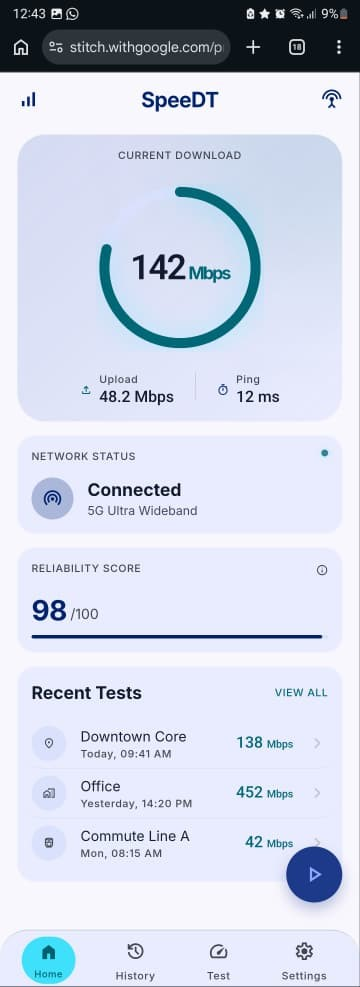 12:43 9%
stitch.withgoogle.com/p 18
SpeeDT
CURRENT DOWNLOAD
142 Mbps
Upload Ping
48.2 Mbps 12 ms
NETWORK STATUS
Connected
5G Ultra Wideband
RELIABILITY SCORE
98 /100
Recent Tests VIEW ALL
Downtown Core 138 Mbps
Today, 09:41 AM
Office 452 Mbps
Yesterday, 14:20 PM
Commute Line A 42 Mbps
Mon, 08:15 AM
Home History Test Settings